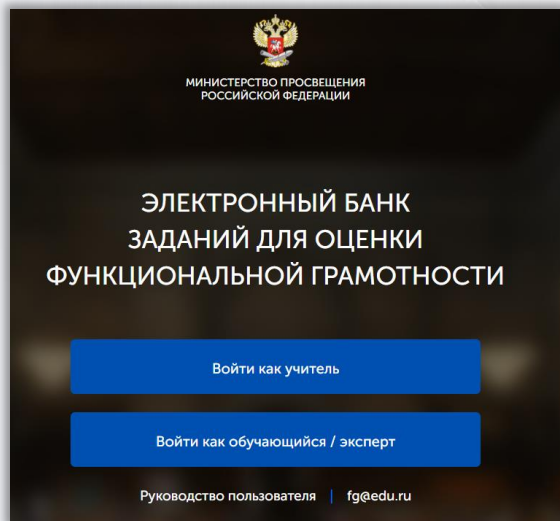 МИНИСТЕРСТВО ПРОСВЕЩЕНИЯ
РОССИЙСКОЙ ФЕДЕРАЦИИ
ЭЛЕКТРОННЫЙ БАНК
ЗАДАНИЙ ДЛЯ ОЦЕНКИ
ФУНКЦИОНАЛЬНОЙ ГРАМОТНОСТИ
Войти как учитель
Войти как обучающийся / эксперт
Руководство пользователя | fg@edu.ru